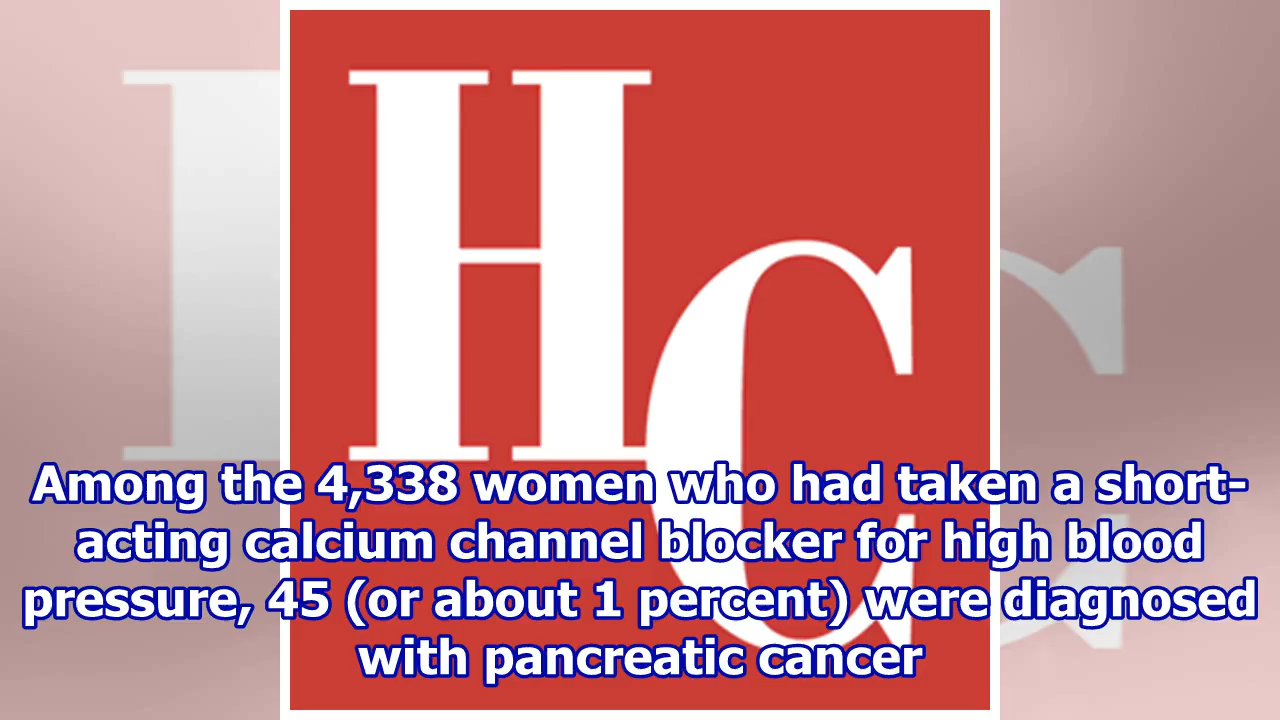 HC
Among the 4,338 women who had taken a short-
acting calcium channel blocker for high blood
pressure, 45 (or about 1 percent) were diagnosed
with pancreatic cancer